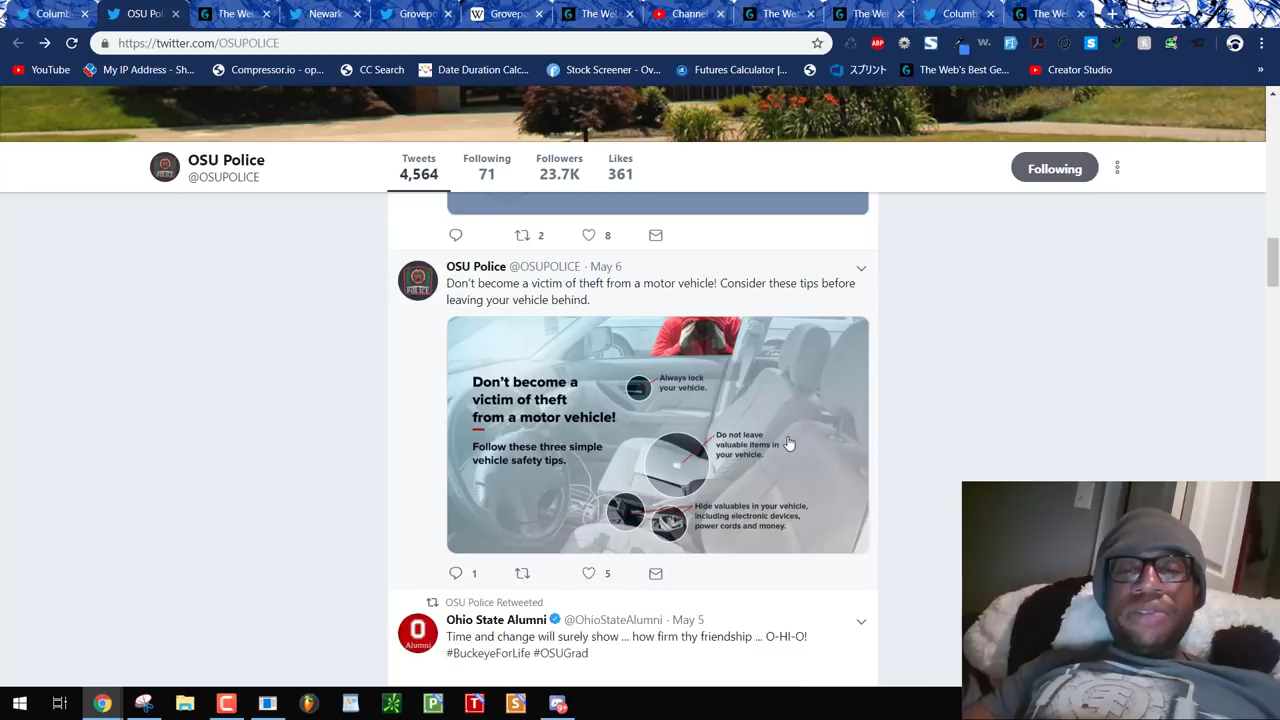 Columb
OSU Pol
The We
Newark
Grovep
Grovep
The We
Channel
The We
The We
Columb
The We
https://twitter.com/OSUPOLICE
ABP
YouTube
My IP Address - Sh...
Compressor.io - op...
CC Search
Date Duration Calc...
Stock Screener - Ov...
Futures Calculator |...
スプリント
The Web's Best Ge...
Creator Studio
»
OSU Police
@OSUPOLICE
Tweets
4,564
Following
71
Followers
23.7K
Likes
361
Following
2
8
OSU Police @OSUPOLICE · May 6
Don't become a victim of theft from a motor vehicle! Consider these tips before
leaving your vehicle behind.
Don't become a
victim of theft
from a motor vehicle!
Follow these three simple
vehicle safety tips.
Always lock
your vehicle.
Do not leave
valuable items in
your vehicle.
Hide valuables in your vehicle,
including electronic devices,
power cords and money.
1
5
OSU Police Retweeted
Ohio State Alumni @OhioStateAlumni · May 5
Time and change will surely show ... how firm thy friendship ... O-HI-O!
#BuckeyeForLife #OSUGrad
O
Alumni